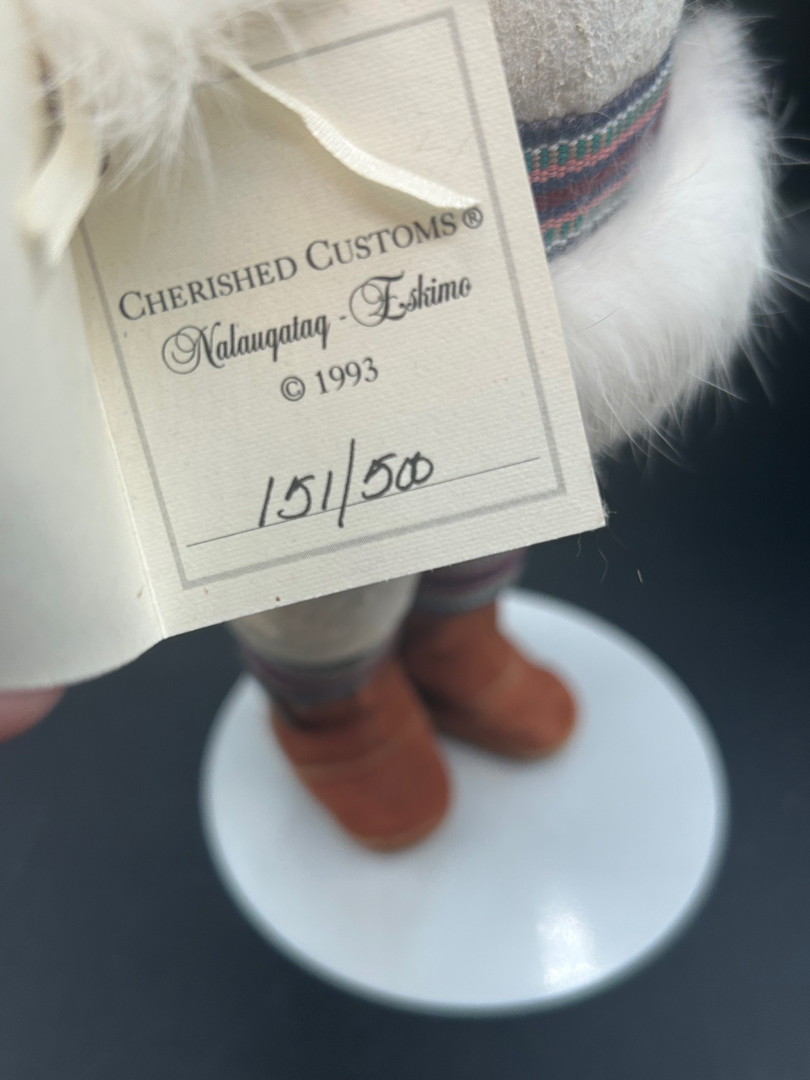 CHERISHED CUSTOMS®
Nalauqataq - Eskimo
© 1993
151/500